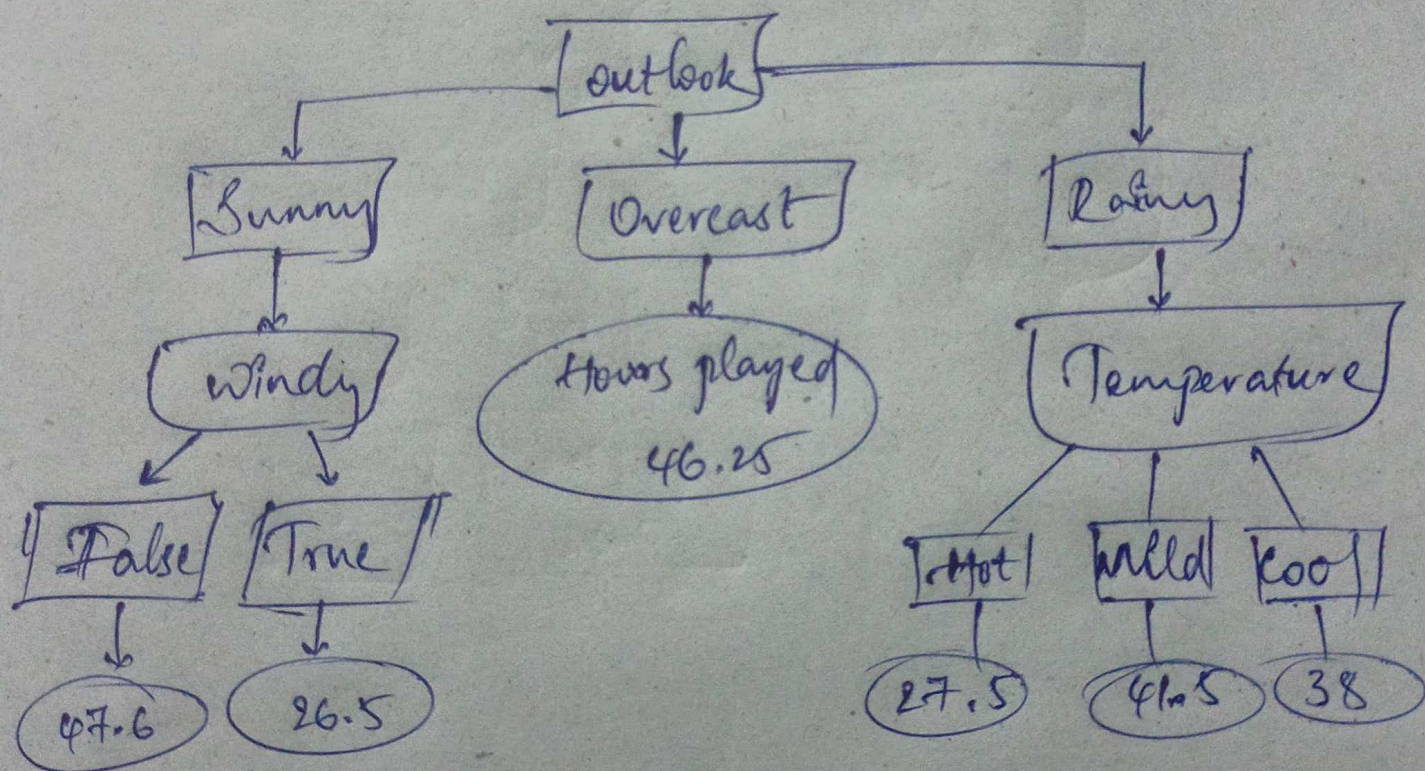 Outlook
Sunny
Overcast
Rainy
Windy
Hours played
46.25
Temperature
False
True
Hot
Mild
Cool
47.6
26.5
27.5
41.5
38